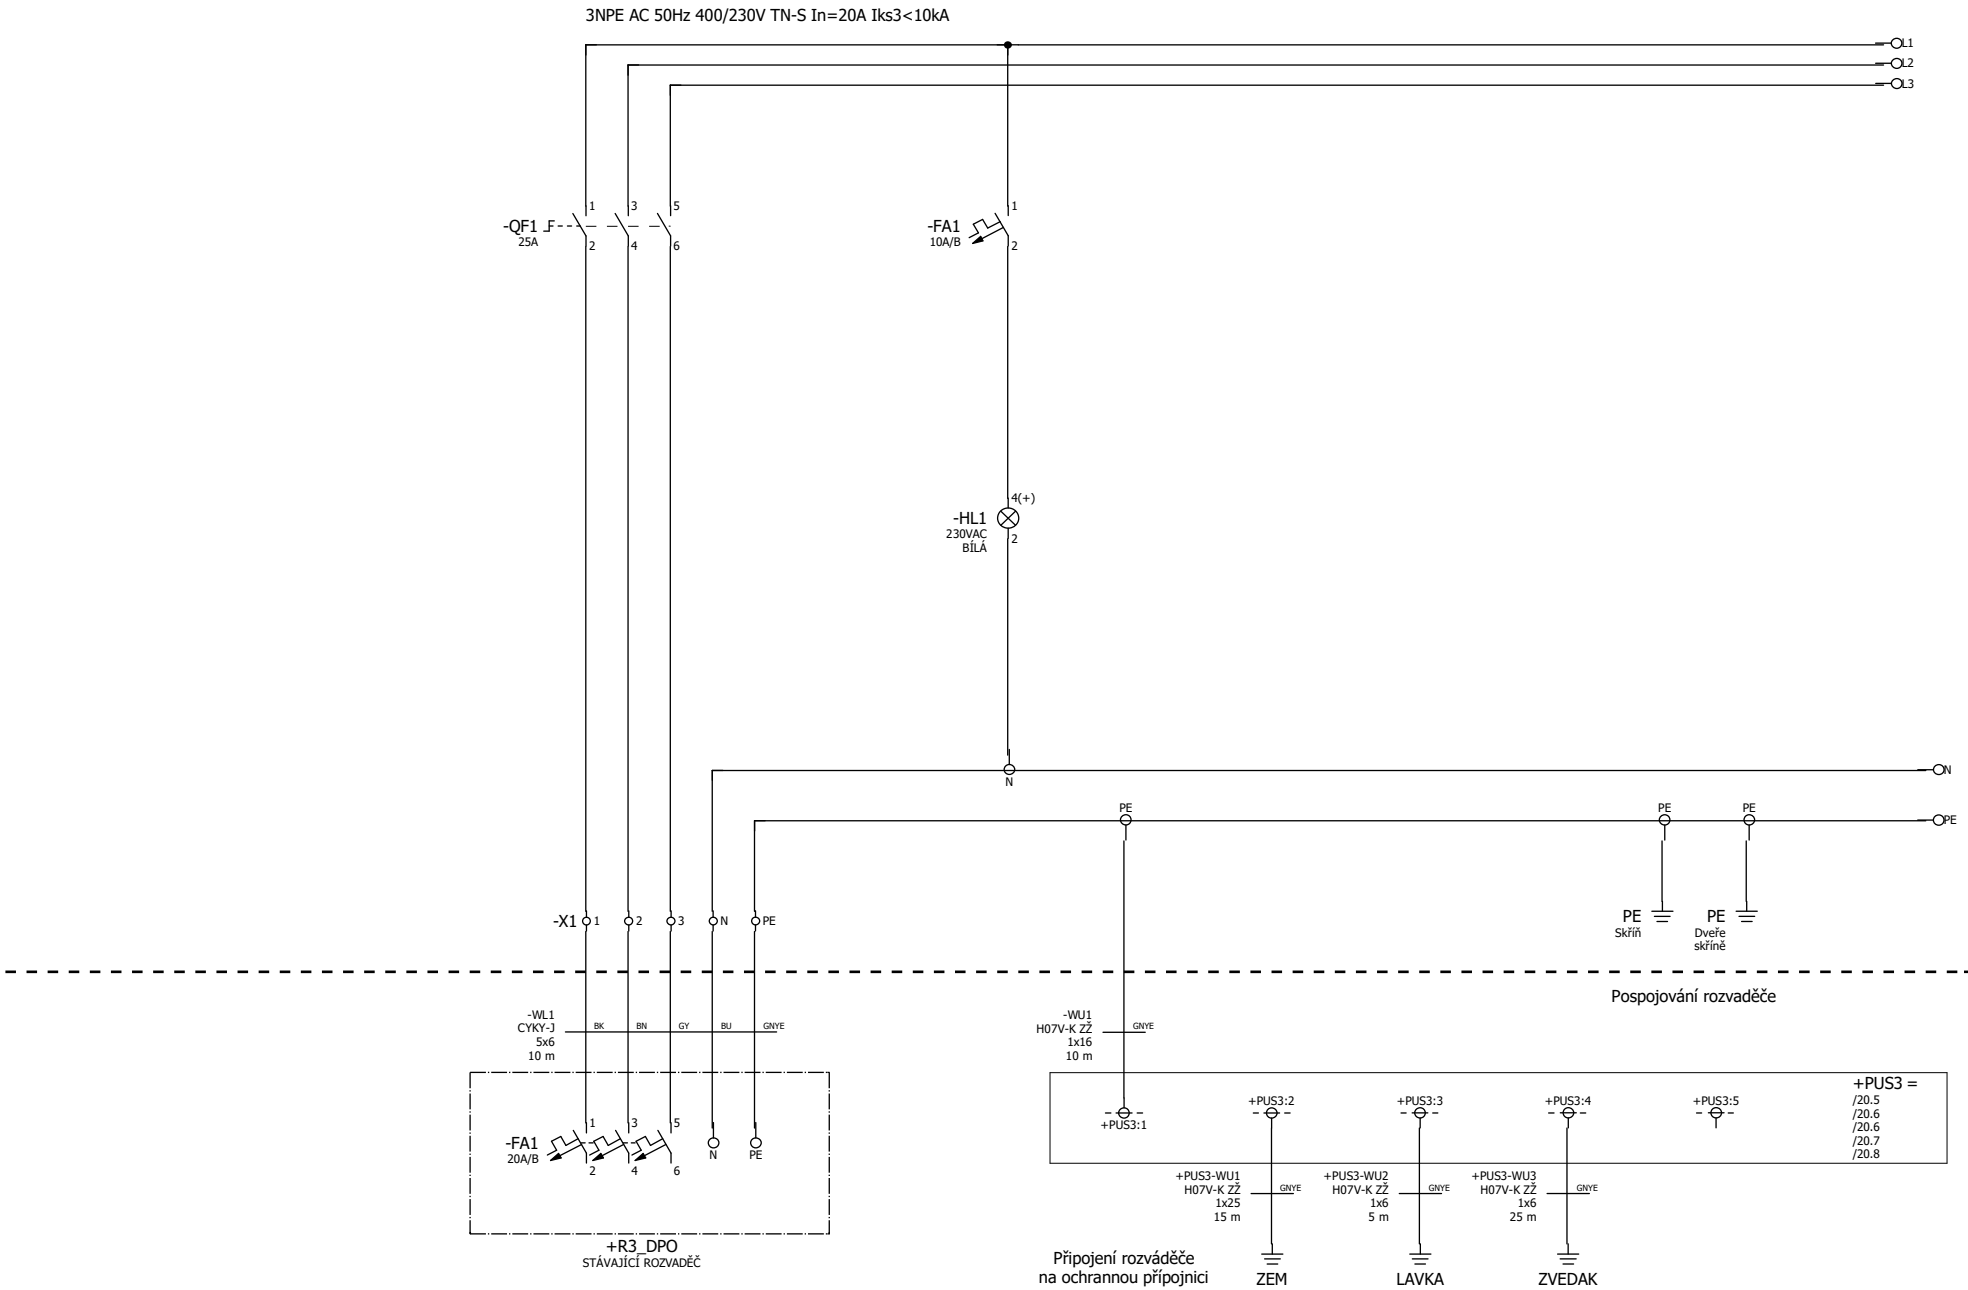 3NPE AC 50Hz 400/230V TN-S In=20A Iks3<10kA
L1
L2
L3
1
3
5
-QF1
25A
2
4
6
1
-FA1
10A/B
2
4(+)
-HL1
230VAC
BÍLÁ
2
N
N
PE
PE
PE
PE
-X1
1
2
3
N
PE
PE
Skříň
PE
Dveře
skříně
Pospojování rozvaděče
-WL1
CYKY-J
5x6
10 m
BK
BN
GY
BU
GNYE
-WU1
H07V-K ZŽ
1x16
10 m
GNYE
1
3
5
-FA1
20A/B
2
4
6
N
PE
+R3_DPO
STÁVAJÍCÍ ROZVADĚČ
+PUS3:1
+PUS3:2
+PUS3:3
+PUS3:4
+PUS3:5
+PUS3 =
/20.5
/20.6
/20.6
/20.7
/20.8
+PUS3-WU1
H07V-K ZŽ
1x25
15 m
GNYE
+PUS3-WU2
H07V-K ZŽ
1x6
5 m
GNYE
+PUS3-WU3
H07V-K ZŽ
1x6
25 m
GNYE
Připojení rozváděče
na ochrannou přípojnici
ZEM
LAVKA
ZVEDAK